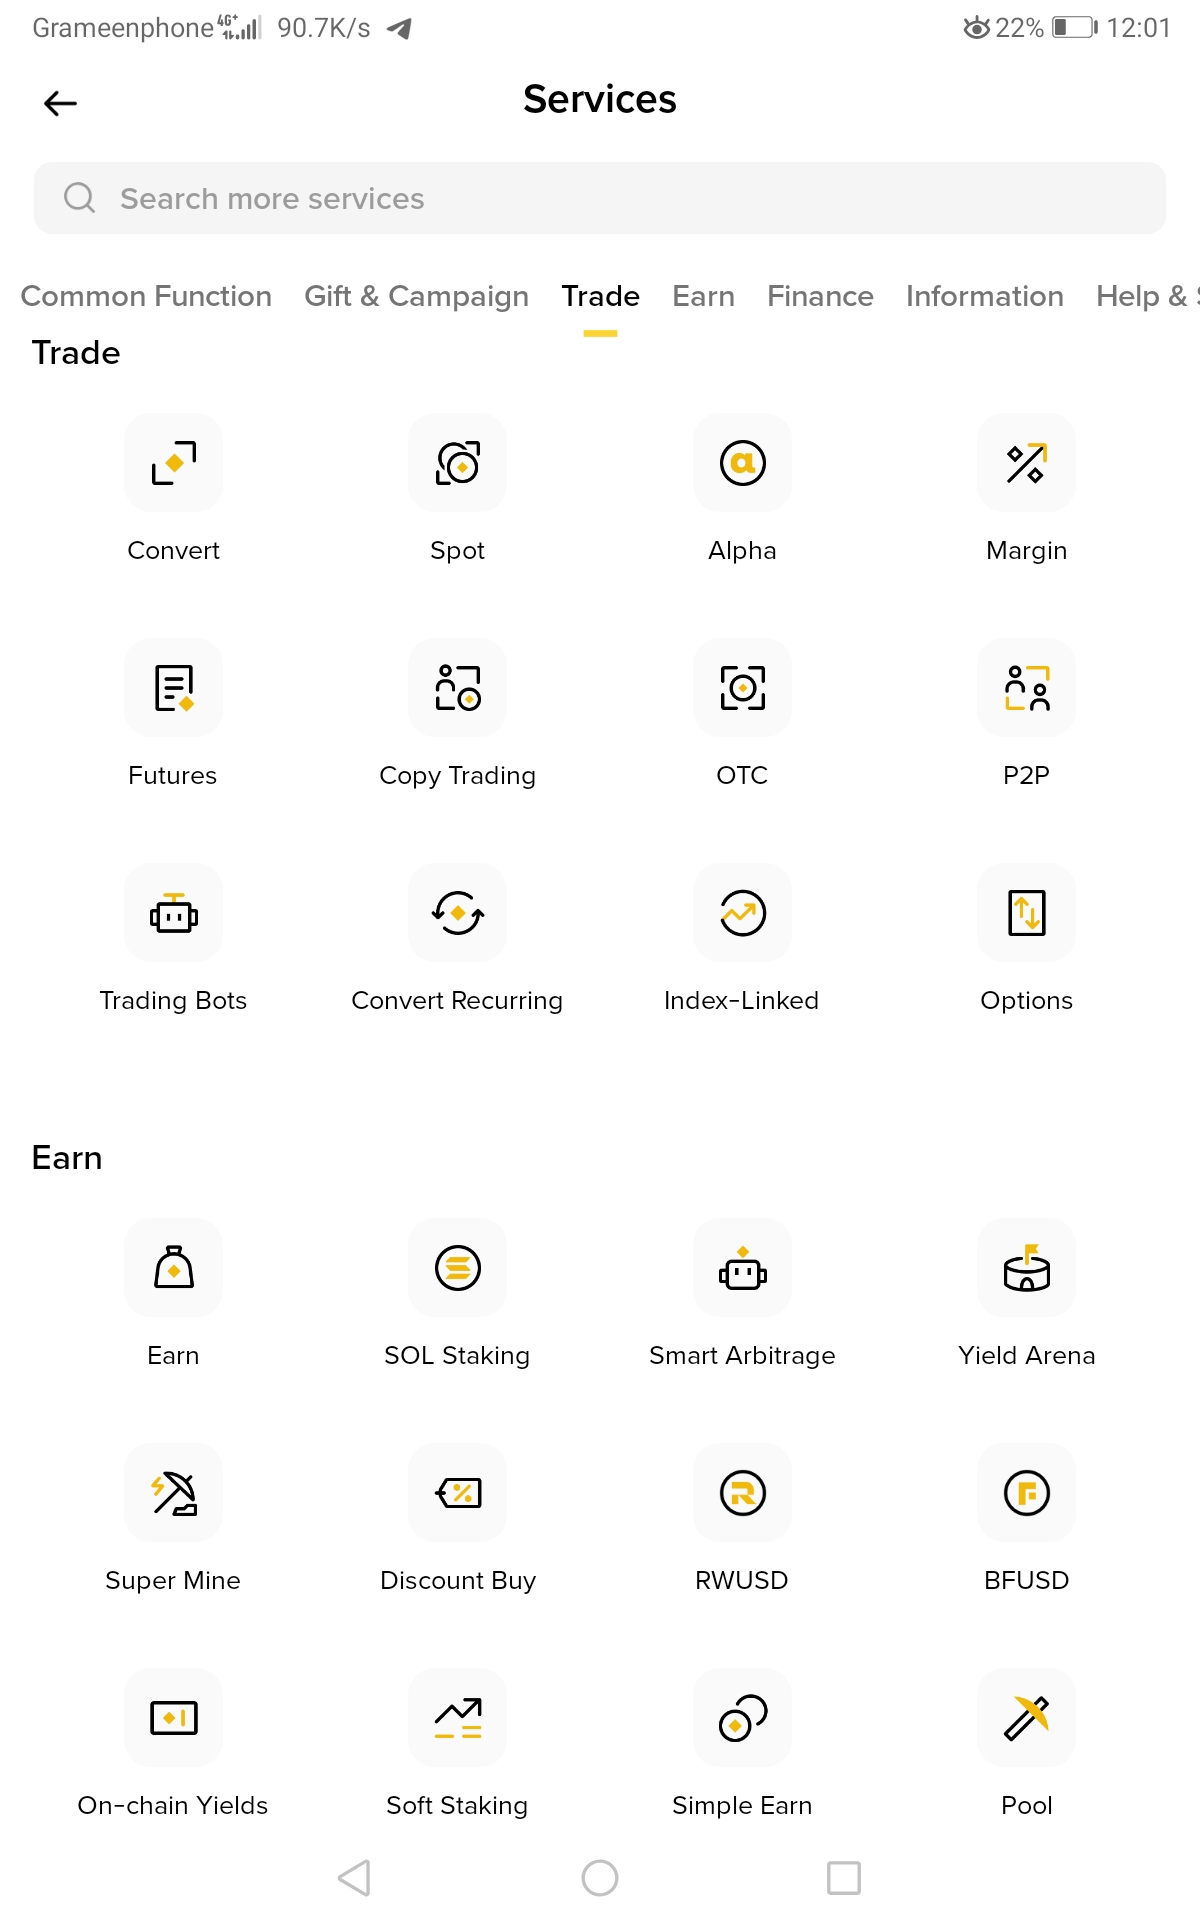 Grameenphone 4G+ 90.7K/s 22% 12:01
Services
Search more services
Common Function Gift & Campaign Trade Earn Finance Information Help &
Trade
Convert Spot Alpha Margin
Futures Copy Trading OTC P2P
Trading Bots Convert Recurring Index-Linked Options
Earn
Earn SOL Staking Smart Arbitrage Yield Arena
Super Mine Discount Buy RWUSD BFUSD
On-chain Yields Soft Staking Simple Earn Pool